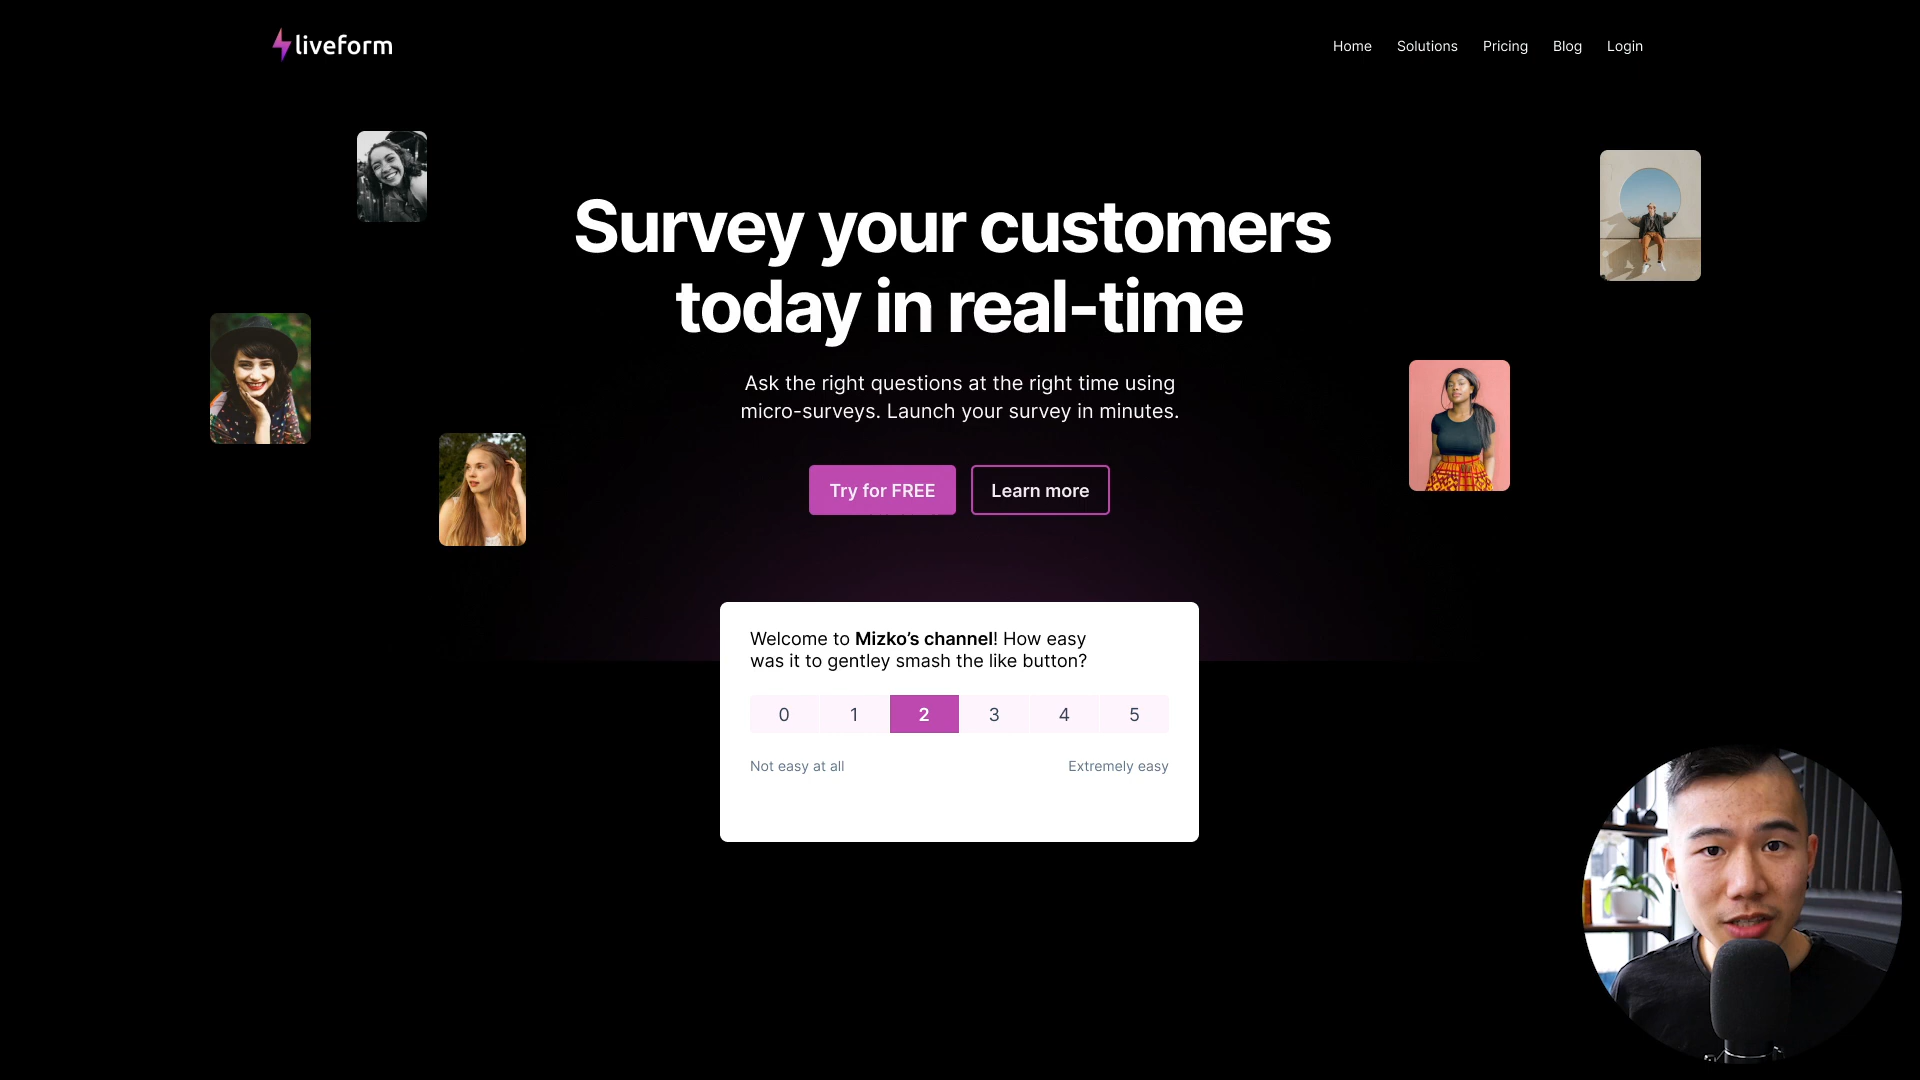 liveform
Home
Solutions
Pricing
Blog
Login
Survey your customers
today in real-time
Ask the right questions at the right time using
micro-surveys. Launch your survey in minutes.
Try for FREE
Learn more
Welcome to Mizko’s channel! How easy
was it to gentley smash the like button?
0
1
2
3
4
5
Not easy at all
Extremely easy